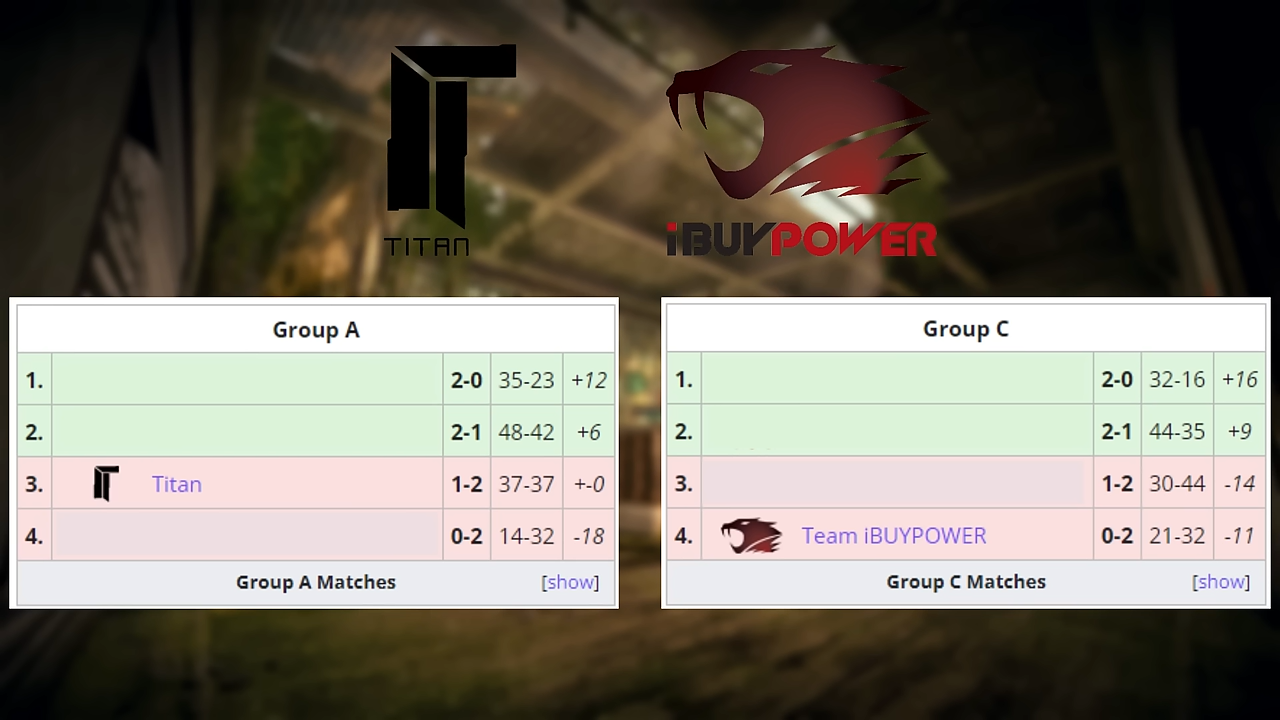 TITAN
iBUYPOWER
Group A
1. 2-0 35-23 +12
2. 2-1 48-42 +6
3. Titan 1-2 37-37 +-0
4. 0-2 14-32 -18
Group A Matches [show]
Group C
1. 2-0 32-16 +16
2. 2-1 44-35 +9
3. 1-2 30-44 -14
4. Team iBUYPOWER 0-2 21-32 -11
Group C Matches [show]